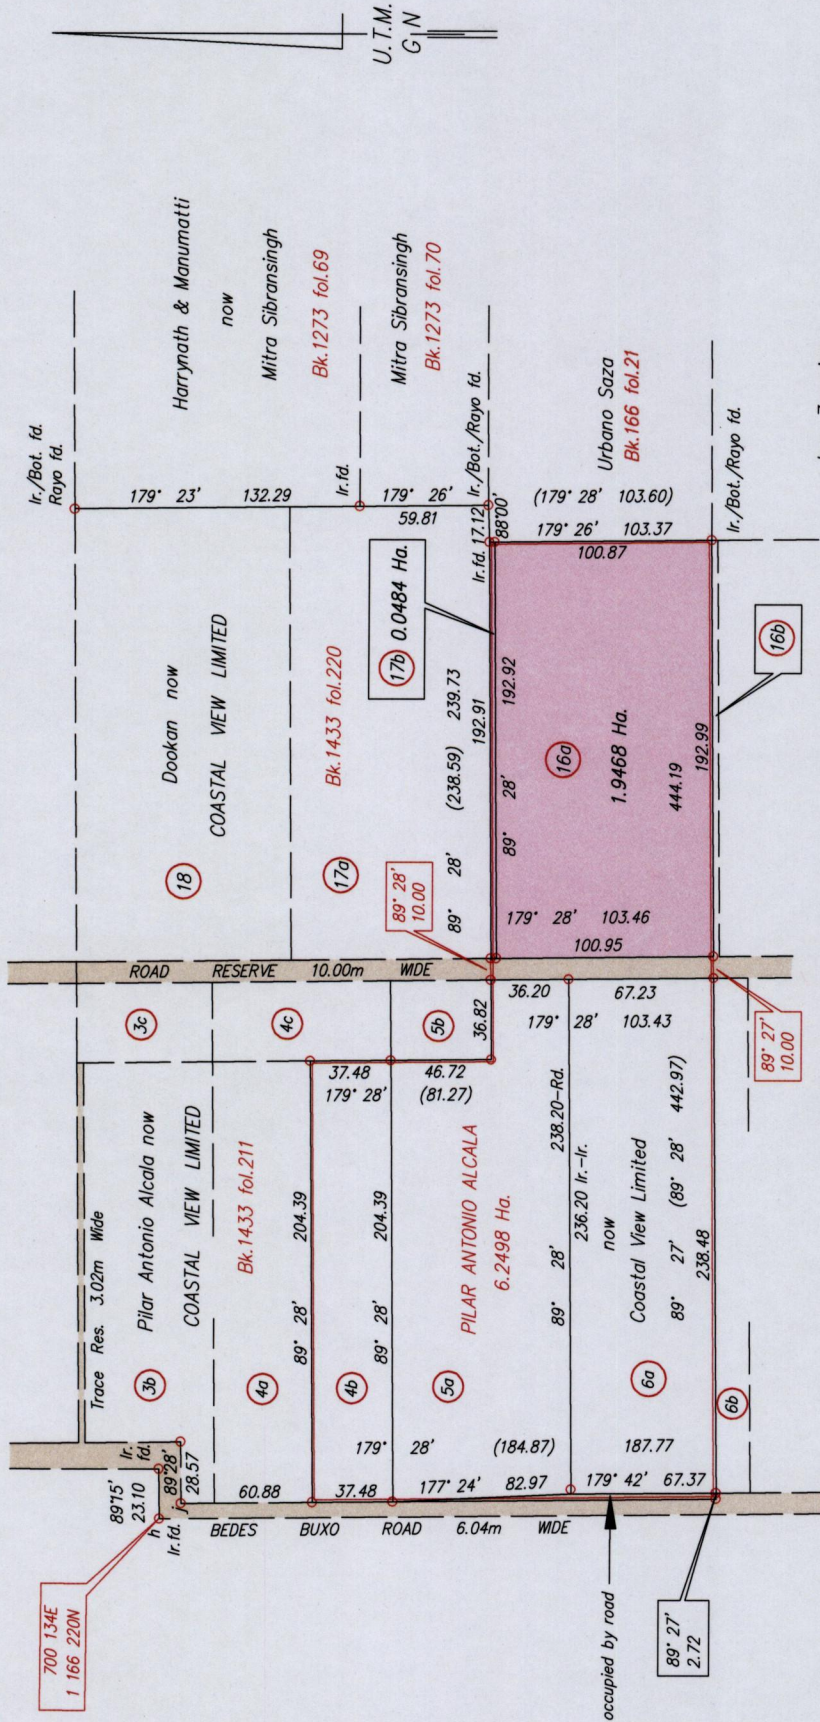 U.T.M.
G N
Ir./Bot. fd.
Rayo fd.
Harrynath & Manumatti
now
Mitra Sibransingh
Bk.1273 fol.69
Mitra Sibransingh
Bk.1273 fol.70
Urbano Saza
Bk.166 fol.21
179° 23' 132.29
Ir.fd.
179° 26'
59.81
Ir./Bot./Rayo fd.
Ir.fd. 17.12
88°00'
(179° 28' 103.60)
179° 26' 103.37
100.87
Ir./Bot./Rayo fd.
Dookan now
COASTAL VIEW LIMITED
18
Bk.1433 fol.220
17a
17b 0.0484 Ha.
89° 28' (238.59) 239.73
192.91
89° 28' 192.92
16a
1.9468 Ha.
444.19
192.99
16b
179° 28' 103.46
100.95
89° 28'
10.00
ROAD RESERVE 10.00m WIDE
89° 27'
10.00
3c
4c
5b
36.82
36.20 67.23
179° 28' 103.43
37.48 46.72
179° 28' (81.27)
Trace Res. 3.02m Wide
3b
Pilar Antonio Alcala now
COASTAL VIEW LIMITED
4a
Bk.1433 fol.211
89° 28' 204.39
4b
89° 28' 204.39
5a
PILAR ANTONIO ALCALA
6.2498 Ha.
238.20-Rd.
89° 28' 236.20 Ir.-Ir.
now
Coastal View Limited
6a
89° 27' (89° 28' 442.97)
238.48
6b
179° 28' (184.87) 187.77
Ir.
fd.
89°28'
28.57
89°15'
23.10
h
Ir.fd.
j
60.88 37.48 177° 24' 82.97 179° 42' 67.37
BEDES BUXO ROAD 6.04m WIDE
700 134E
1 166 220N
occupied by road
89° 27'
2.72